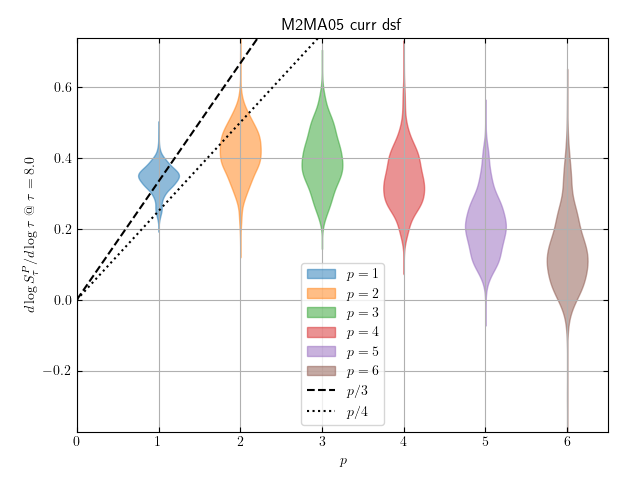 M2MA05 curr dsf
d log S_τ^P / d log τ @ τ = 8.0
0.6
0.4
0.2
0.0
−0.2
p = 1
p = 2
p = 3
p = 4
p = 5
p = 6
p/3
p/4
0 1 2 3 4 5 6
p